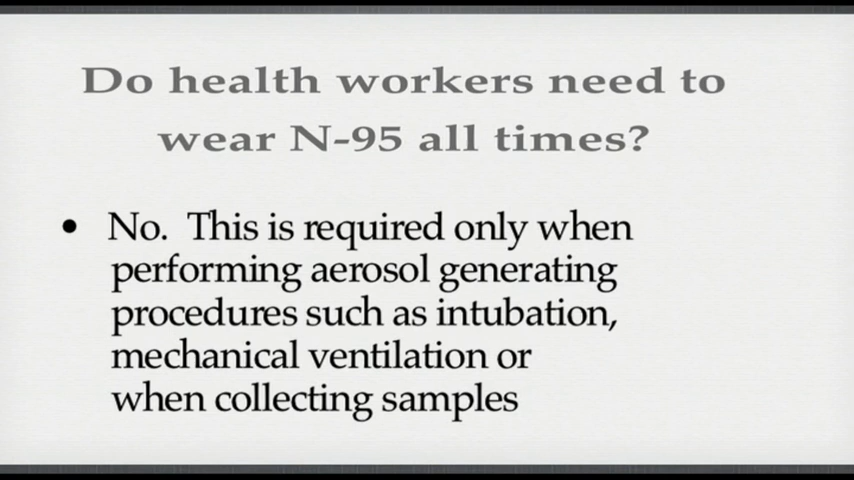 Do health workers need to
wear N-95 all times?
• No. This is required only when
performing aerosol generating
procedures such as intubation,
mechanical ventilation or
when collecting samples